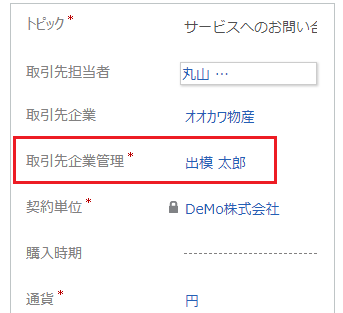 トピック* サービスへのお問い合
取引先担当者 丸山 …
取引先企業 オオカワ物産
取引先企業管理* 出模 太郎
契約単位* DeMo株式会社
購入時期 ------------------
通貨* 円